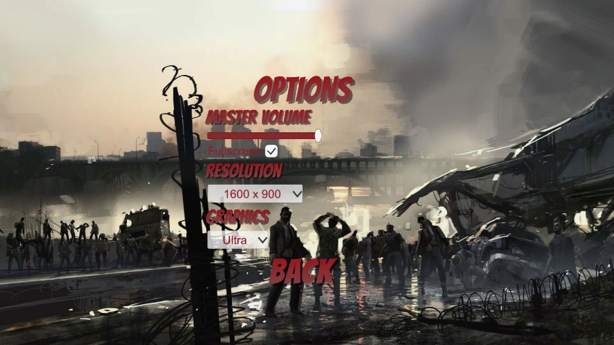 OPTIONS
MASTER VOLUME
Fullscreen
RESOLUTION
1600 x 900
GRAPHICS
Ultra
BACK